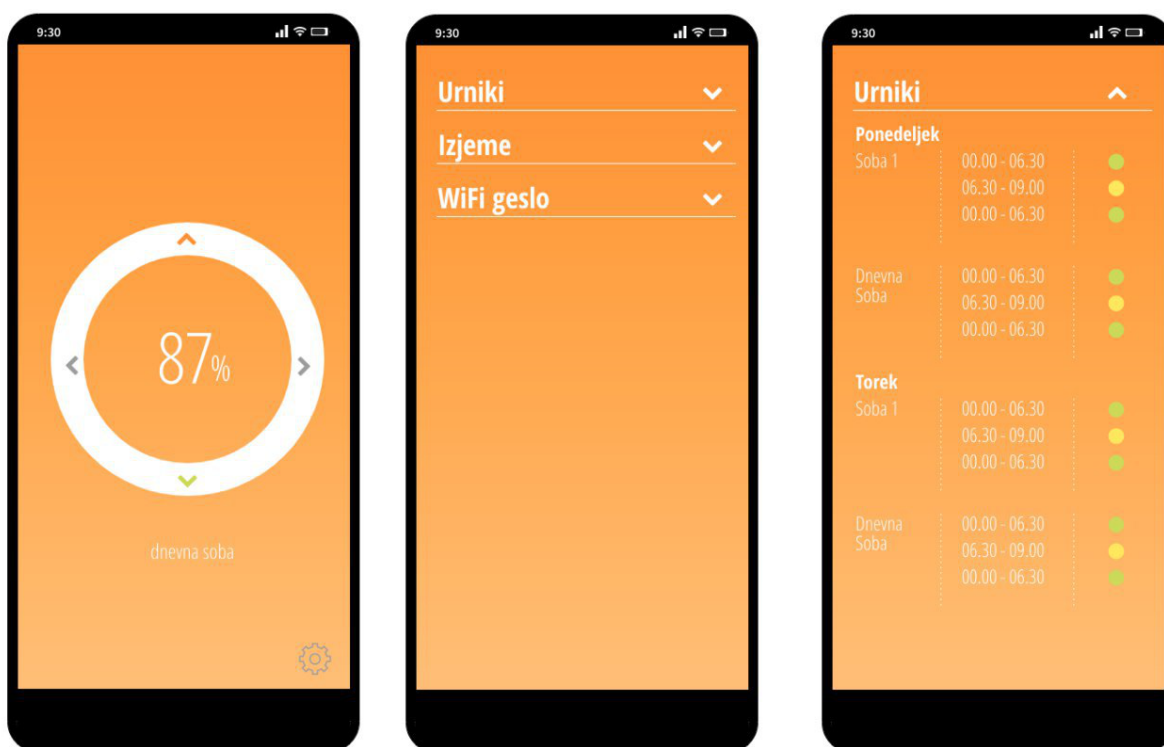 9:30
87%
dnevna soba
9:30
Urniki
Izjeme
WiFi geslo
9:30
Urniki
Ponedeljek
Soba 1
00.00 - 06.30
06.30 - 09.00
00.00 - 06.30
Dnevna
Soba
00.00 - 06.30
06.30 - 09.00
00.00 - 06.30
Torek
Soba 1
00.00 - 06.30
06.30 - 09.00
00.00 - 06.30
Dnevna
Soba
00.00 - 06.30
06.30 - 09.00
00.00 - 06.30